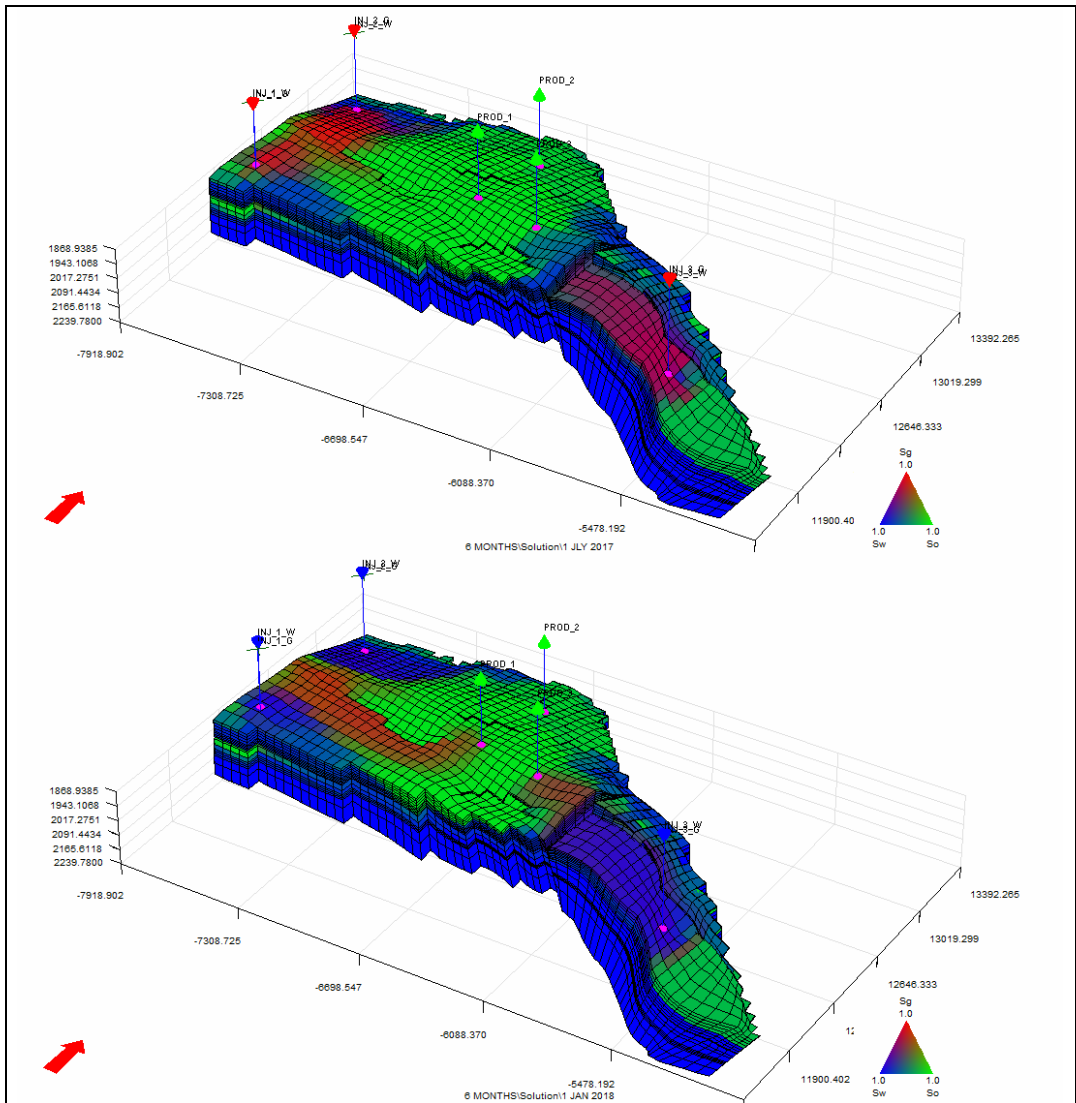 PROD_2
PROD_1
1868.9385
1943.1068
2017.2751
2091.4434
2165.6118
2239.7800
-7918.902
-7308.725
-6698.547
-6088.370
-5478.192
13392.265
13019.299
12646.333
11900.40
Sg
1.0
1.0 1.0
Sw So
6 MONTHS\Solution\1 JLY 2017
INJ_1_W
INJ_1_G
PROD_2
PROD_1
1868.9385
1943.1068
2017.2751
2091.4434
2165.6118
2239.7800
-7918.902
-7308.725
-6698.547
-6088.370
-5478.192
13392.265
13019.299
12646.333
11900.402
Sg
1.0
1.0 1.0
Sw So
6 MONTHS\Solution\1 JAN 2018